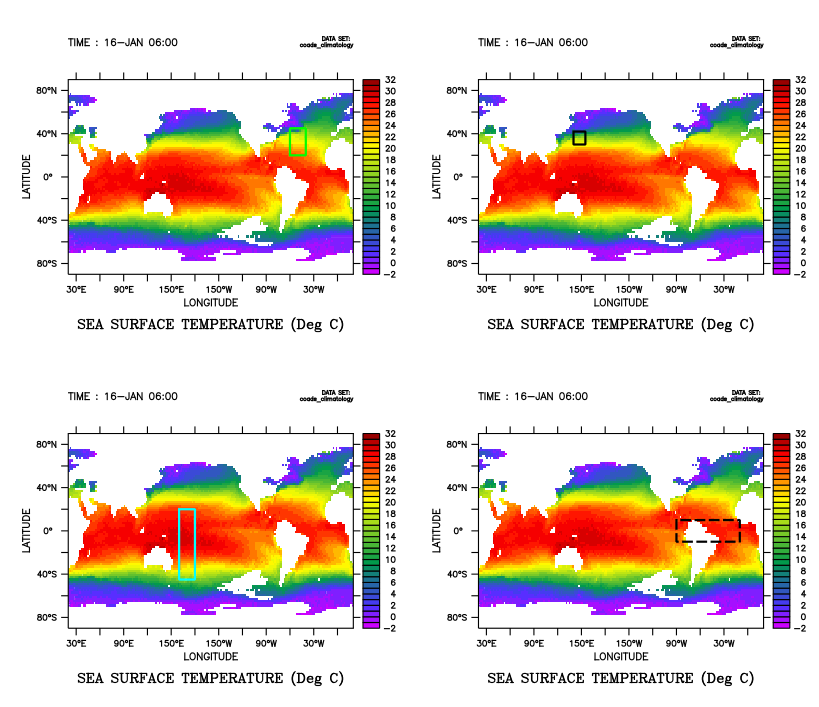 TIME : 16-JAN 06:00
DATA SET:
coads_climatology
80°N
40°N
0°
40°S
80°S
LATITUDE
30°E
90°E
150°E
150°W
90°W
30°W
LONGITUDE
32
30
28
26
24
22
20
18
16
14
12
10
8
6
4
2
0
-2
SEA SURFACE TEMPERATURE (Deg C)
TIME : 16-JAN 06:00
DATA SET:
coads_climatology
80°N
40°N
0°
40°S
80°S
LATITUDE
30°E
90°E
150°E
150°W
90°W
30°W
LONGITUDE
32
30
28
26
24
22
20
18
16
14
12
10
8
6
4
2
0
-2
SEA SURFACE TEMPERATURE (Deg C)
TIME : 16-JAN 06:00
DATA SET:
coads_climatology
80°N
40°N
0°
40°S
80°S
LATITUDE
30°E
90°E
150°E
150°W
90°W
30°W
LONGITUDE
32
30
28
26
24
22
20
18
16
14
12
10
8
6
4
2
0
-2
SEA SURFACE TEMPERATURE (Deg C)
TIME : 16-JAN 06:00
DATA SET:
coads_climatology
80°N
40°N
0°
40°S
80°S
LATITUDE
30°E
90°E
150°E
150°W
90°W
30°W
LONGITUDE
32
30
28
26
24
22
20
18
16
14
12
10
8
6
4
2
0
-2
SEA SURFACE TEMPERATURE (Deg C)